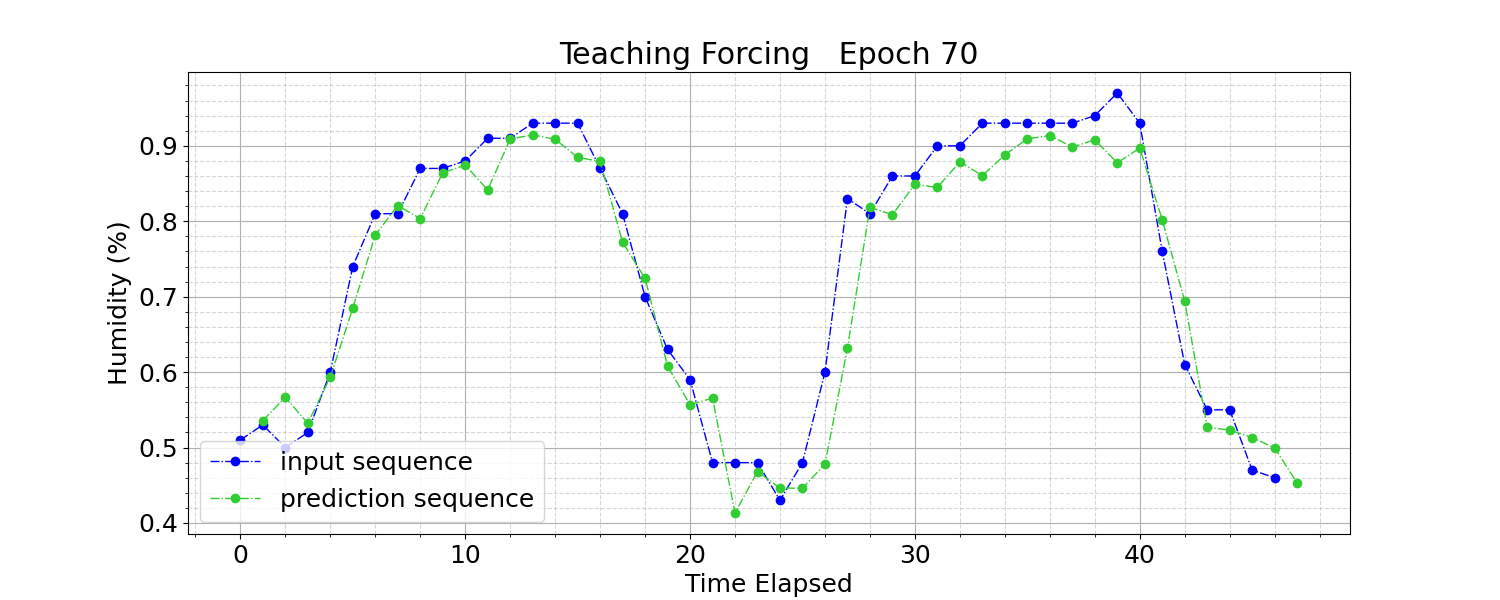 Teaching Forcing   Epoch 70
Humidity (%)
0.9
0.8
0.7
0.6
0.5
0.4
input sequence
prediction sequence
0 10 20 30 40
Time Elapsed